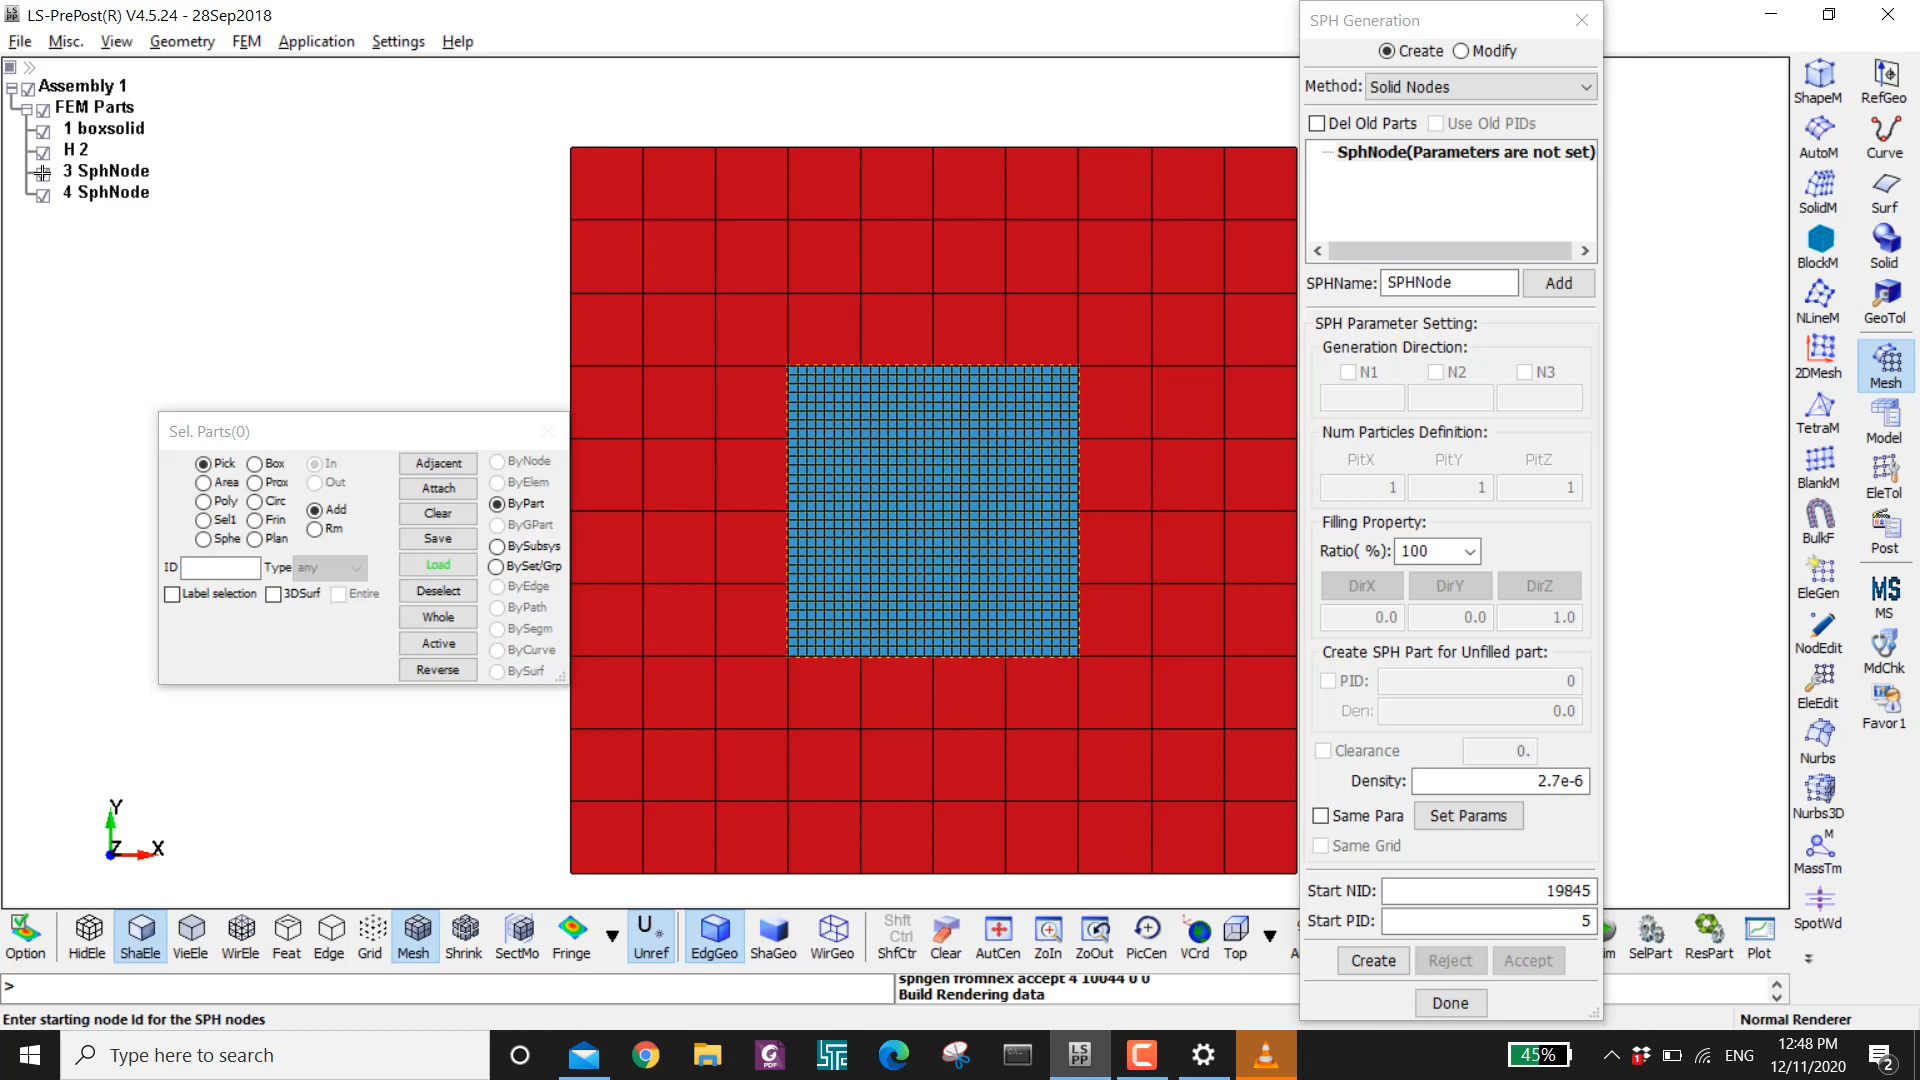 LS-PrePost(R) V4.5.24 - 28Sep2018
File Misc. View Geometry FEM Application Settings Help
Assembly 1
FEM Parts
1 boxsolid
H 2
3 SphNode
4 SphNode
Sel. Parts(0)
Pick Box In
Area Prox Out
Poly Circ
Sel1 Frin Add
Sphe Plan Rm
ID Type any
Label selection 3DSurf Entire
Adjacent
Attach
Clear
Save
Load
Deselect
Whole
Active
Reverse
ByNode
ByElem
ByPart
ByGPart
BySubsys
BySet/Grp
ByEdge
ByPath
BySegm
ByCurve
BySurf
Y
Z X
SPH Generation
Create Modify
Method: Solid Nodes
Del Old Parts Use Old PIDs
SphNode(Parameters are not set)
SPHName: SPHNode Add
SPH Parameter Setting:
Generation Direction:
N1 N2 N3
Num Particles Definition:
PitX PitY PitZ
1 1 1
Filling Property:
Ratio( %): 100
DirX DirY DirZ
0.0 0.0 1.0
Create SPH Part for Unfilled part:
PID: 0
Den: 0.0
Clearance 0.
Density: 2.7e-6
Same Para Set Params
Same Grid
Start NID: 19845
Start PID: 5
Create Reject Accept
Done
ShapeM RefGeo
AutoM Curve
SolidM Surf
BlockM Solid
NLineM GeoTol
2DMesh Mesh
TetraM Model
BlankM EleTol
BulkF Post
EleGen MS
MS
NodEdit MdChk
EleEdit Favor1
Nurbs
Nurbs3D
M
MassTm
SpotWd
Option HidEle ShaEle VieEle WirEle Feat Edge Grid Mesh Shrink SectMo Fringe Unref EdgGeo ShaGeo WirGeo Shft Ctrl ShfCtr Clear AutCen ZoIn ZoOut PicCen VCrd Top SelPart ResPart Plot
>
sphgen fromhex accept 4 10044 0 0
Build Rendering data
Enter starting node Id for the SPH nodes
Normal Renderer
Type here to search
45%
ENG
12:48 PM
12/11/2020
2